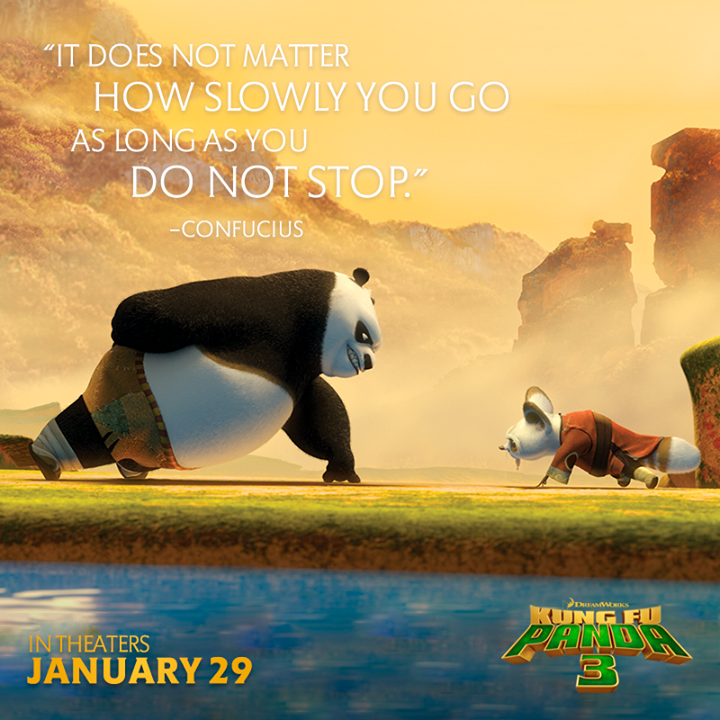 “IT DOES NOT MATTER
HOW SLOWLY YOU GO
AS LONG AS YOU
DO NOT STOP.”
–CONFUCIUS
IN THEATERS
JANUARY 29
DREAMWORKS
KUNG FU
PANDA
3